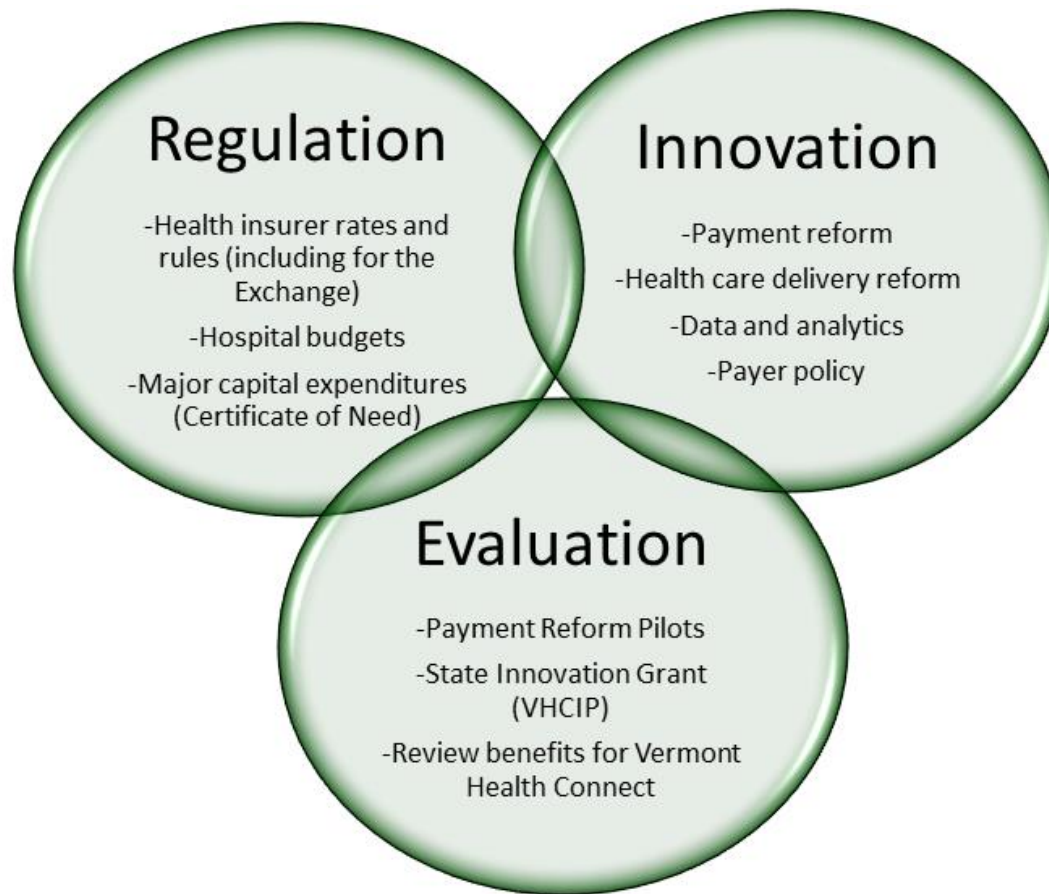 Regulation
-Health insurer rates and
rules (including for the
Exchange)
-Hospital budgets
-Major capital expenditures
(Certificate of Need)
Innovation
-Payment reform
-Health care delivery reform
-Data and analytics
-Payer policy
Evaluation
-Payment Reform Pilots
-State Innovation Grant
(VHCIP)
-Review benefits for Vermont
Health Connect